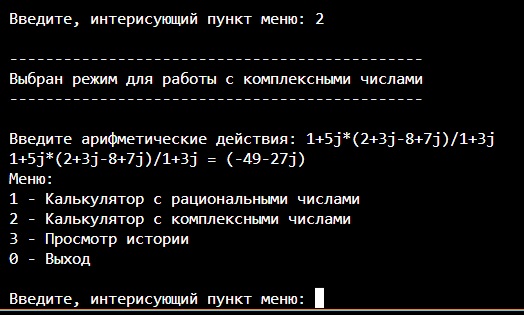 Введите, интерисующий пункт меню: 2
----------------------------------------------
Выбран режим для работы с комплексными числами
----------------------------------------------
Введите арифметические действия: 1+5j*(2+3j-8+7j)/1+3j
1+5j*(2+3j-8+7j)/1+3j = (-49-27j)
Меню:
1 - Калькулятор с рациональными числами
2 - Калькулятор с комплексными числами
3 - Просмотр истории
0 - Выход
Введите, интерисующий пункт меню: